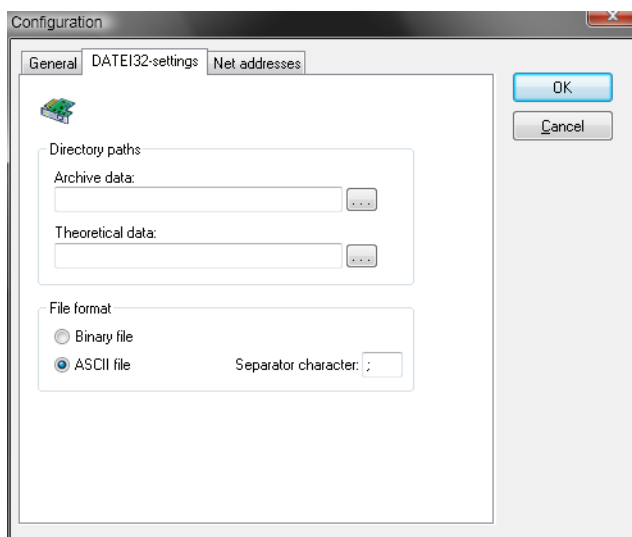 Configuration
General DATEI32-settings Net addresses
OK
Cancel
Directory paths
Archive data:
...
Theoretical data:
...
File format
Binary file
ASCII file Separator character: ;